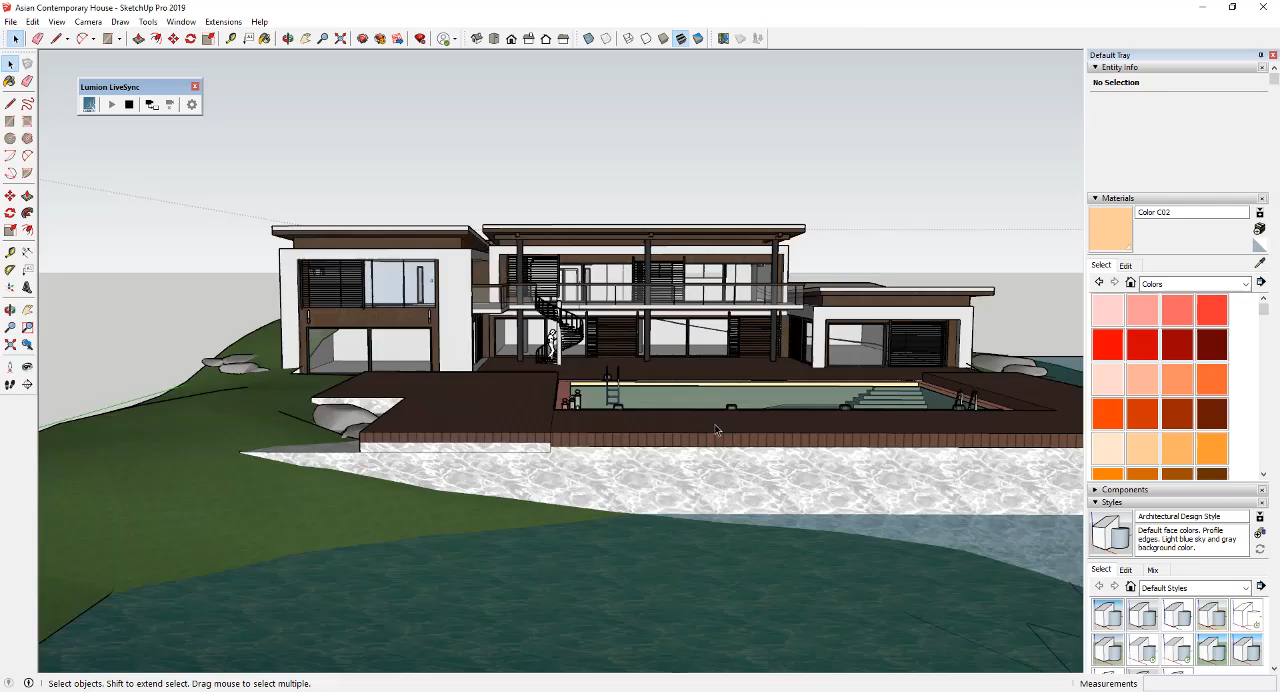 Asian Contemporary House - SketchUp Pro 2019
File Edit View Camera Draw Tools Window Extensions Help
Lumion LiveSync
Default Tray
Entity Info
No Selection
Materials
Color C02
Select Edit
Colors
Components
Styles
Architectural Design Style
Default face colors. Profile
edges. Light blue sky and gray
background color.
Select Edit Mix
Default Styles
Select objects. Shift to extend select. Drag mouse to select multiple.
Measurements